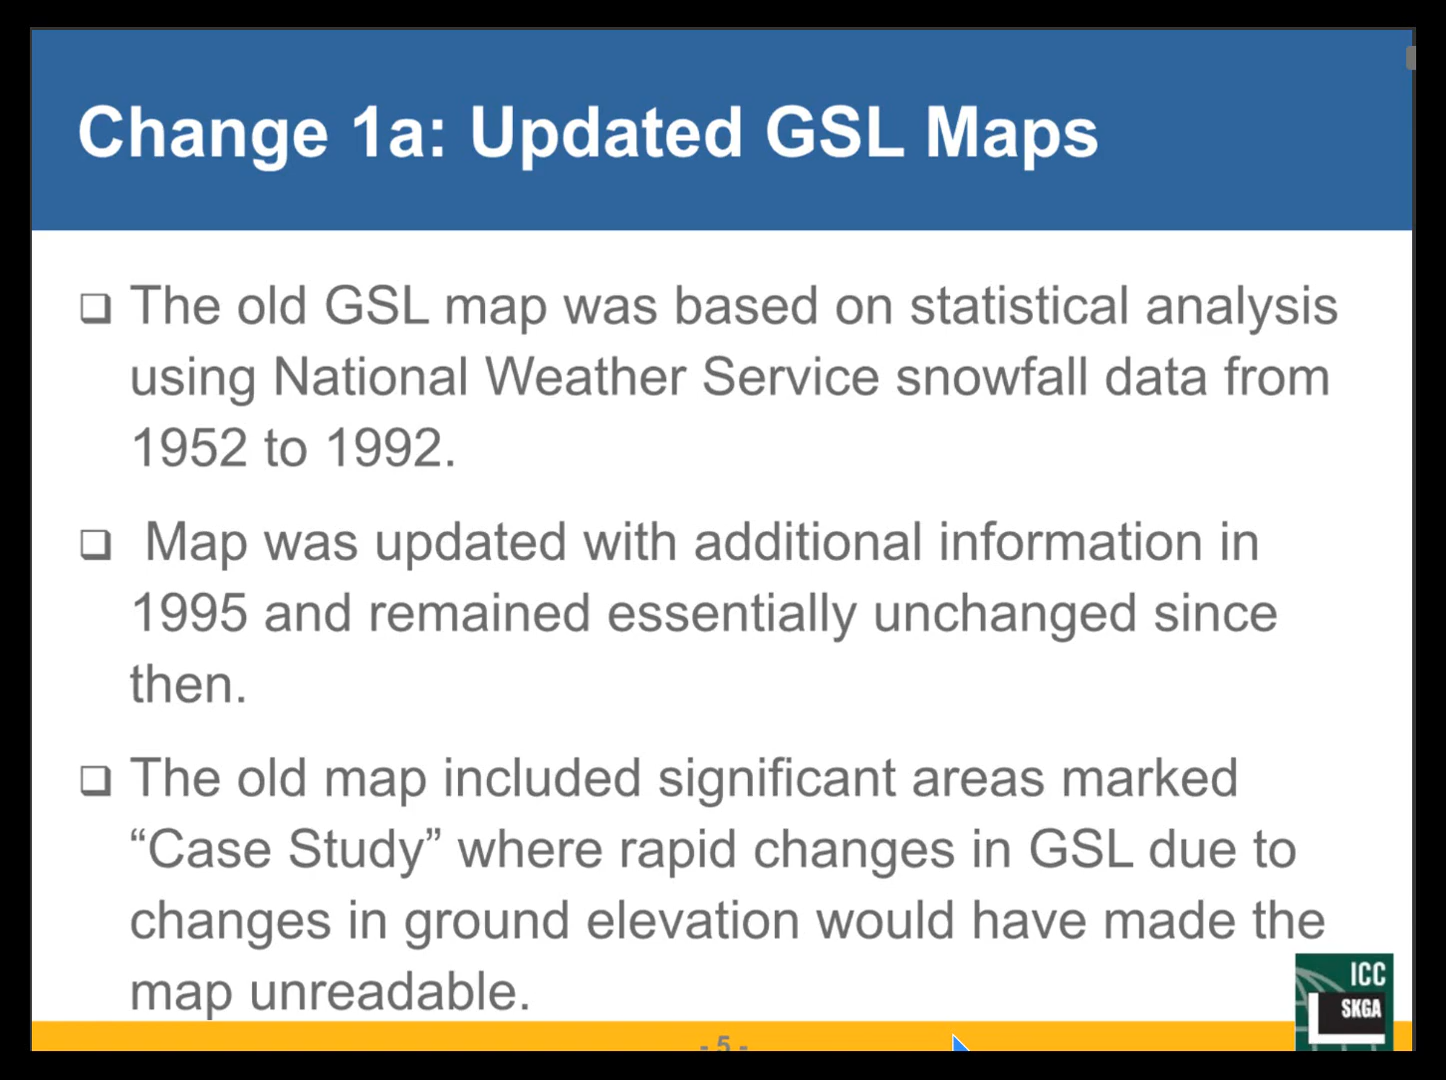 Change 1a: Updated GSL Maps
❑ The old GSL map was based on statistical analysis
using National Weather Service snowfall data from
1952 to 1992.
❑ Map was updated with additional information in
1995 and remained essentially unchanged since
then.
❑ The old map included significant areas marked
“Case Study” where rapid changes in GSL due to
changes in ground elevation would have made the
map unreadable.
ICC
SKGA
- 5 -